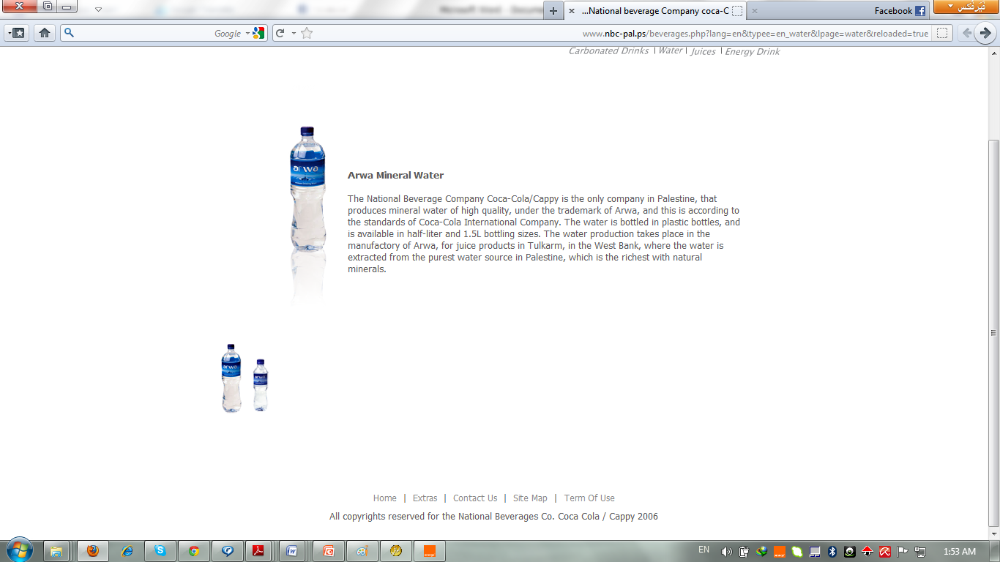 ...National beverage Company coca-C
Facebook
فَيَرفُكس
Google
www.nbc-pal.ps/beverages.php?lang=en&typee=en_water&lpage=water&reloaded=true
Carbonated Drinks | Water | Juices | Energy Drink
arwa
Arwa Mineral Water
The National Beverage Company Coca-Cola/Cappy is the only company in Palestine, that
produces mineral water of high quality, under the trademark of Arwa, and this is according to
the standards of Coca-Cola International Company. The water is bottled in plastic bottles, and
is available in half-liter and 1.5L bottling sizes. The water production takes place in the
manufactory of Arwa, for juice products in Tulkarm, in the West Bank, where the water is
extracted from the purest water source in Palestine, which is the richest with natural
minerals.
arwa
arwa
Home | Extras | Contact Us | Site Map | Term Of Use
All copyrights reserved for the National Beverages Co. Coca Cola / Cappy 2006
EN
1:53 AM